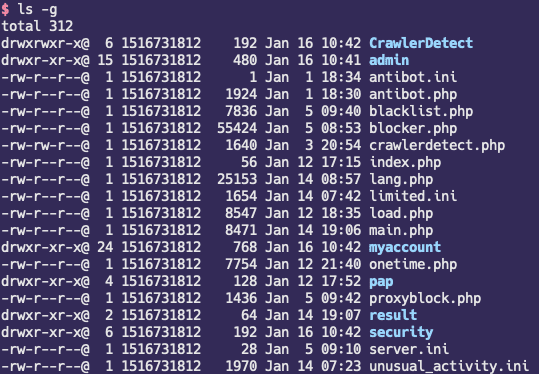 $ ls -g
total 312
drwxrwxr-x@  6 1516731812    192 Jan 16 10:42 CrawlerDetect
drwxr-xr-x@ 15 1516731812    480 Jan 16 10:41 admin
-rw-r--r--@  1 1516731812      1 Jan  1 18:34 antibot.ini
-rw-r--r--@  1 1516731812   1924 Jan  1 18:30 antibot.php
-rw-r--r--@  1 1516731812   7836 Jan  5 09:40 blacklist.php
-rw-r--r--@  1 1516731812  55424 Jan  5 08:53 blocker.php
-rw-rw-r--@  1 1516731812   1640 Jan  3 20:54 crawlerdetect.php
-rw-r--r--@  1 1516731812     56 Jan 12 17:15 index.php
-rw-r--r--@  1 1516731812  25153 Jan 14 08:57 lang.php
-rw-r--r--@  1 1516731812   1654 Jan 14 07:42 limited.ini
-rw-r--r--@  1 1516731812   8547 Jan 12 18:35 load.php
-rw-r--r--@  1 1516731812   8471 Jan 14 19:06 main.php
drwxr-xr-x@ 24 1516731812    768 Jan 16 10:42 myaccount
-rw-r--r--@  1 1516731812   7754 Jan 12 21:40 onetime.php
drwxr-xr-x@  4 1516731812    128 Jan 12 17:52 pap
-rw-r--r--@  1 1516731812   1436 Jan  5 09:42 proxyblock.php
drwxr-xr-x@  2 1516731812     64 Jan 14 19:07 result
drwxr-xr-x@  6 1516731812    192 Jan 16 10:42 security
-rw-r--r--@  1 1516731812     28 Jan  5 09:10 server.ini
-rw-r--r--@  1 1516731812   1970 Jan 14 07:23 unusual_activity.ini